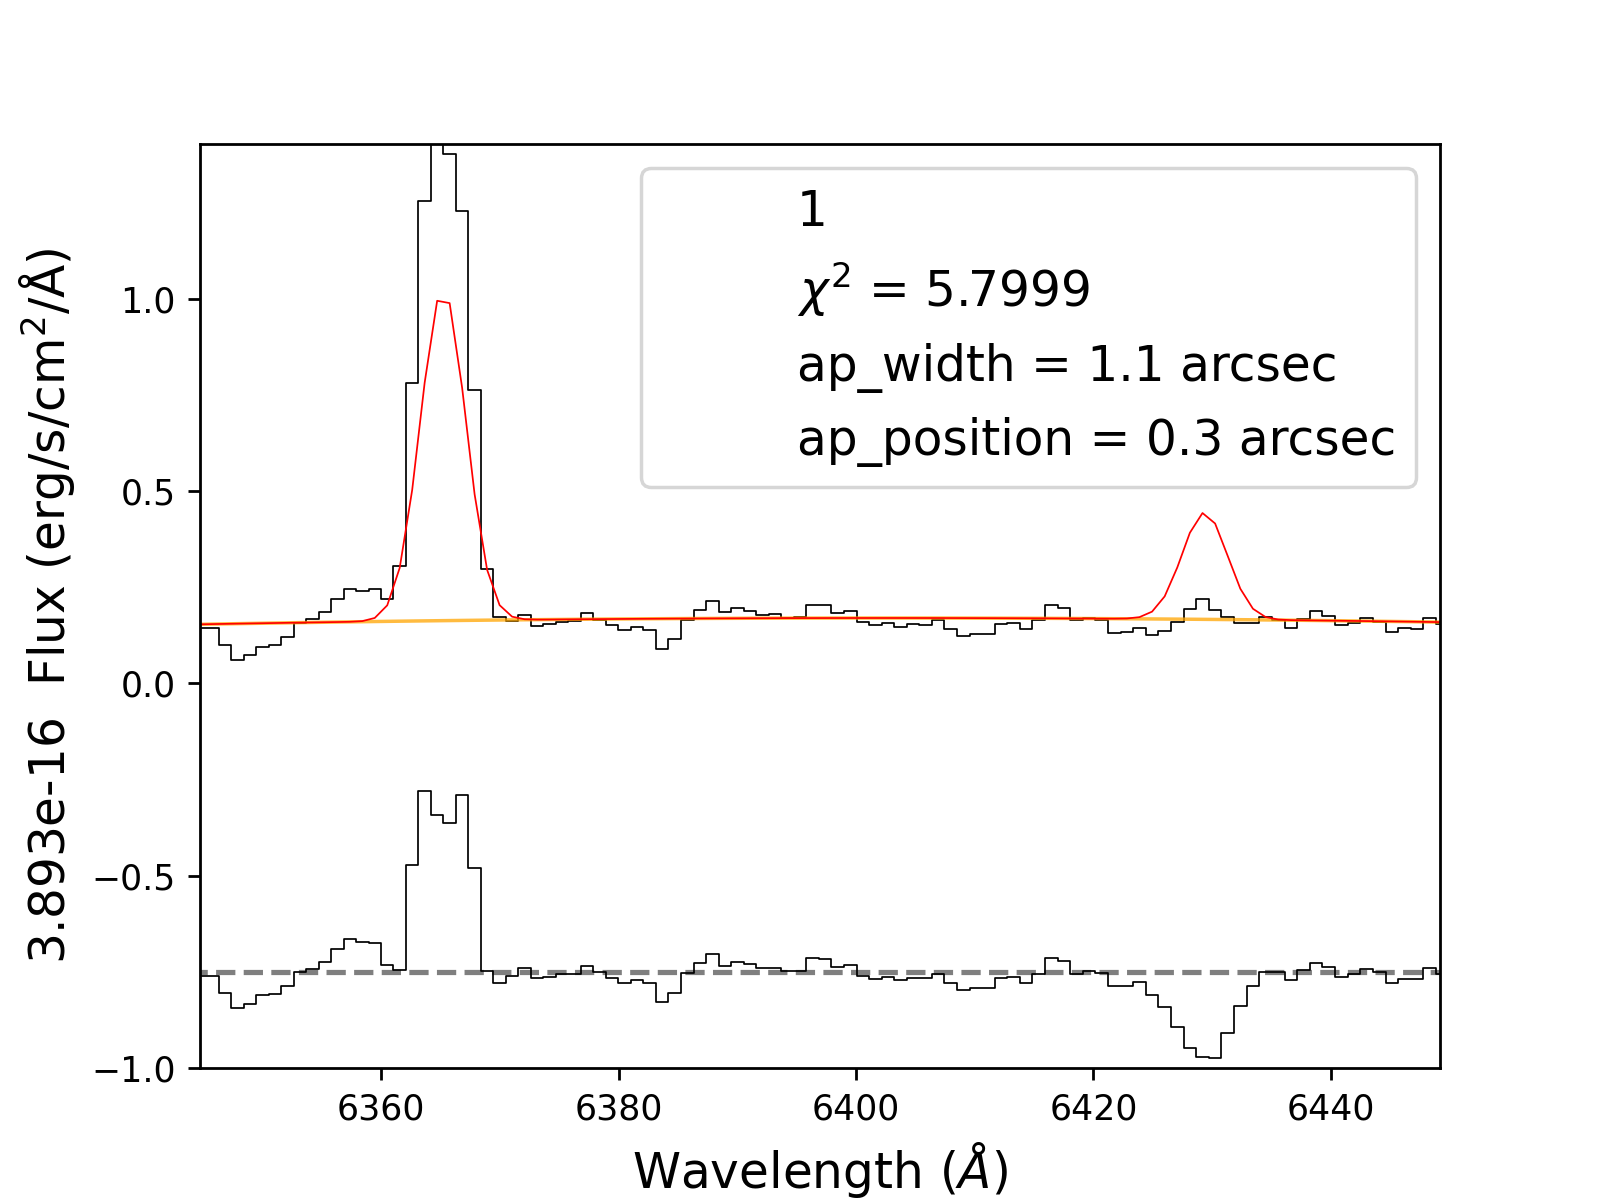 1
χ² = 5.7999
ap_width = 1.1 arcsec
ap_position = 0.3 arcsec
3.893e-16 Flux (erg/s/cm²/Å)
1.0
0.5
0.0
−0.5
−1.0
6360 6380 6400 6420 6440
Wavelength (Å)